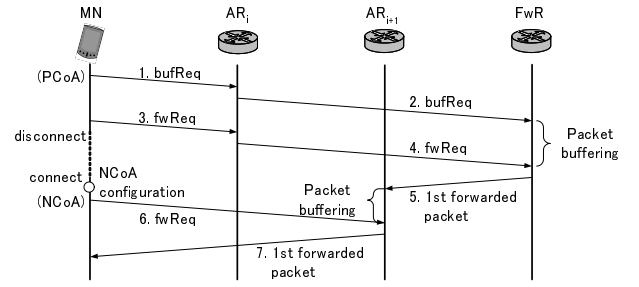 MN
ARi
ARi+1
FwR
(PCoA)
1. bufReq
2. bufReq
3. fwReq
disconnect
4. fwReq
Packet
buffering
connect
NCoA
configuration
(NCoA)
Packet
buffering
5. 1st forwarded
packet
6. fwReq
7. 1st forwarded
packet